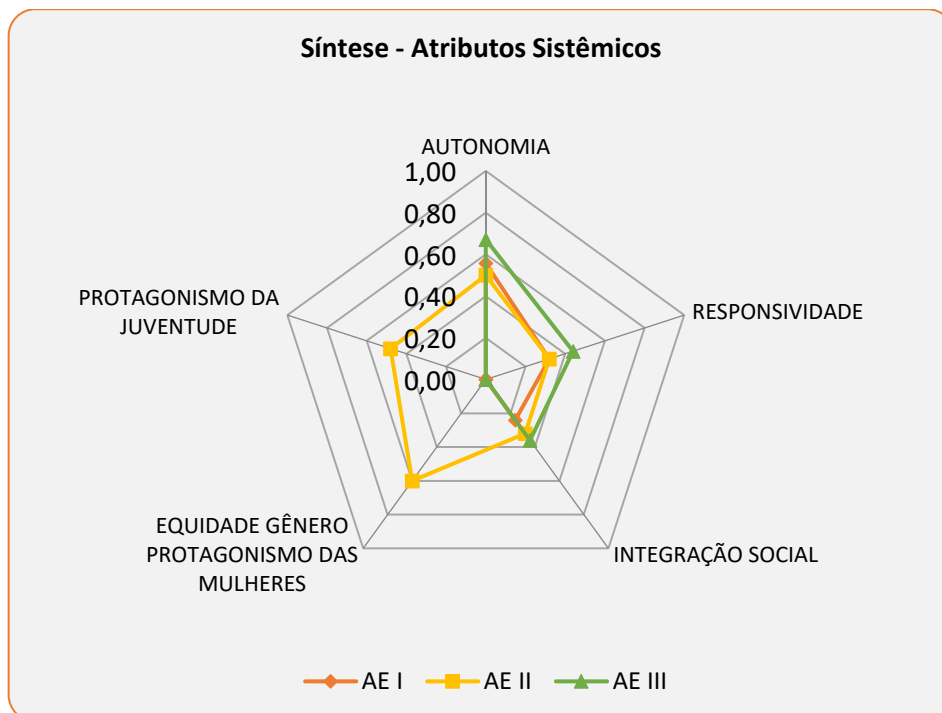 Síntese - Atributos Sistêmicos
AUTONOMIA
1,00
0,80
0,60
0,40
0,20
0,00
RESPONSIVIDADE
INTEGRAÇÃO SOCIAL
EQUIDADE GÊNERO
PROTAGONISMO DAS
MULHERES
PROTAGONISMO DA
JUVENTUDE
AE I
AE II
AE III